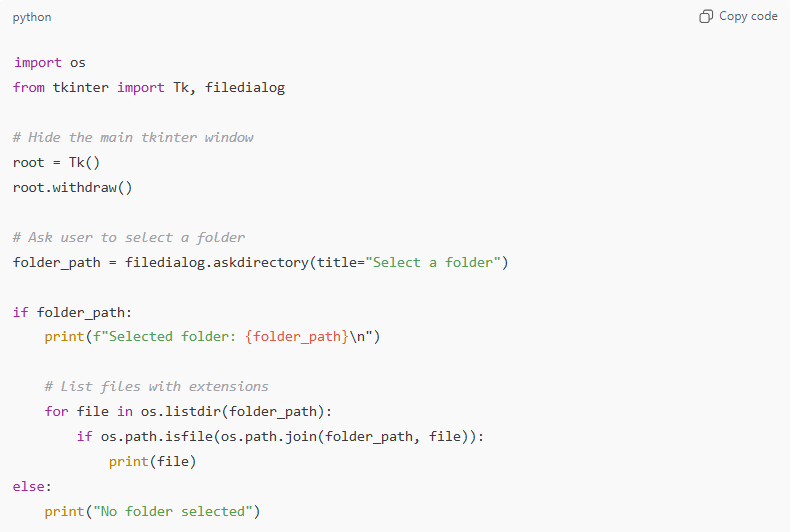 python
Copy code
import os
from tkinter import Tk, filedialog
# Hide the main tkinter window
root = Tk()
root.withdraw()
# Ask user to select a folder
folder_path = filedialog.askdirectory(title="Select a folder")
if folder_path:
    print(f"Selected folder: {folder_path}\n")
    # List files with extensions
    for file in os.listdir(folder_path):
        if os.path.isfile(os.path.join(folder_path, file)):
            print(file)
else:
    print("No folder selected")